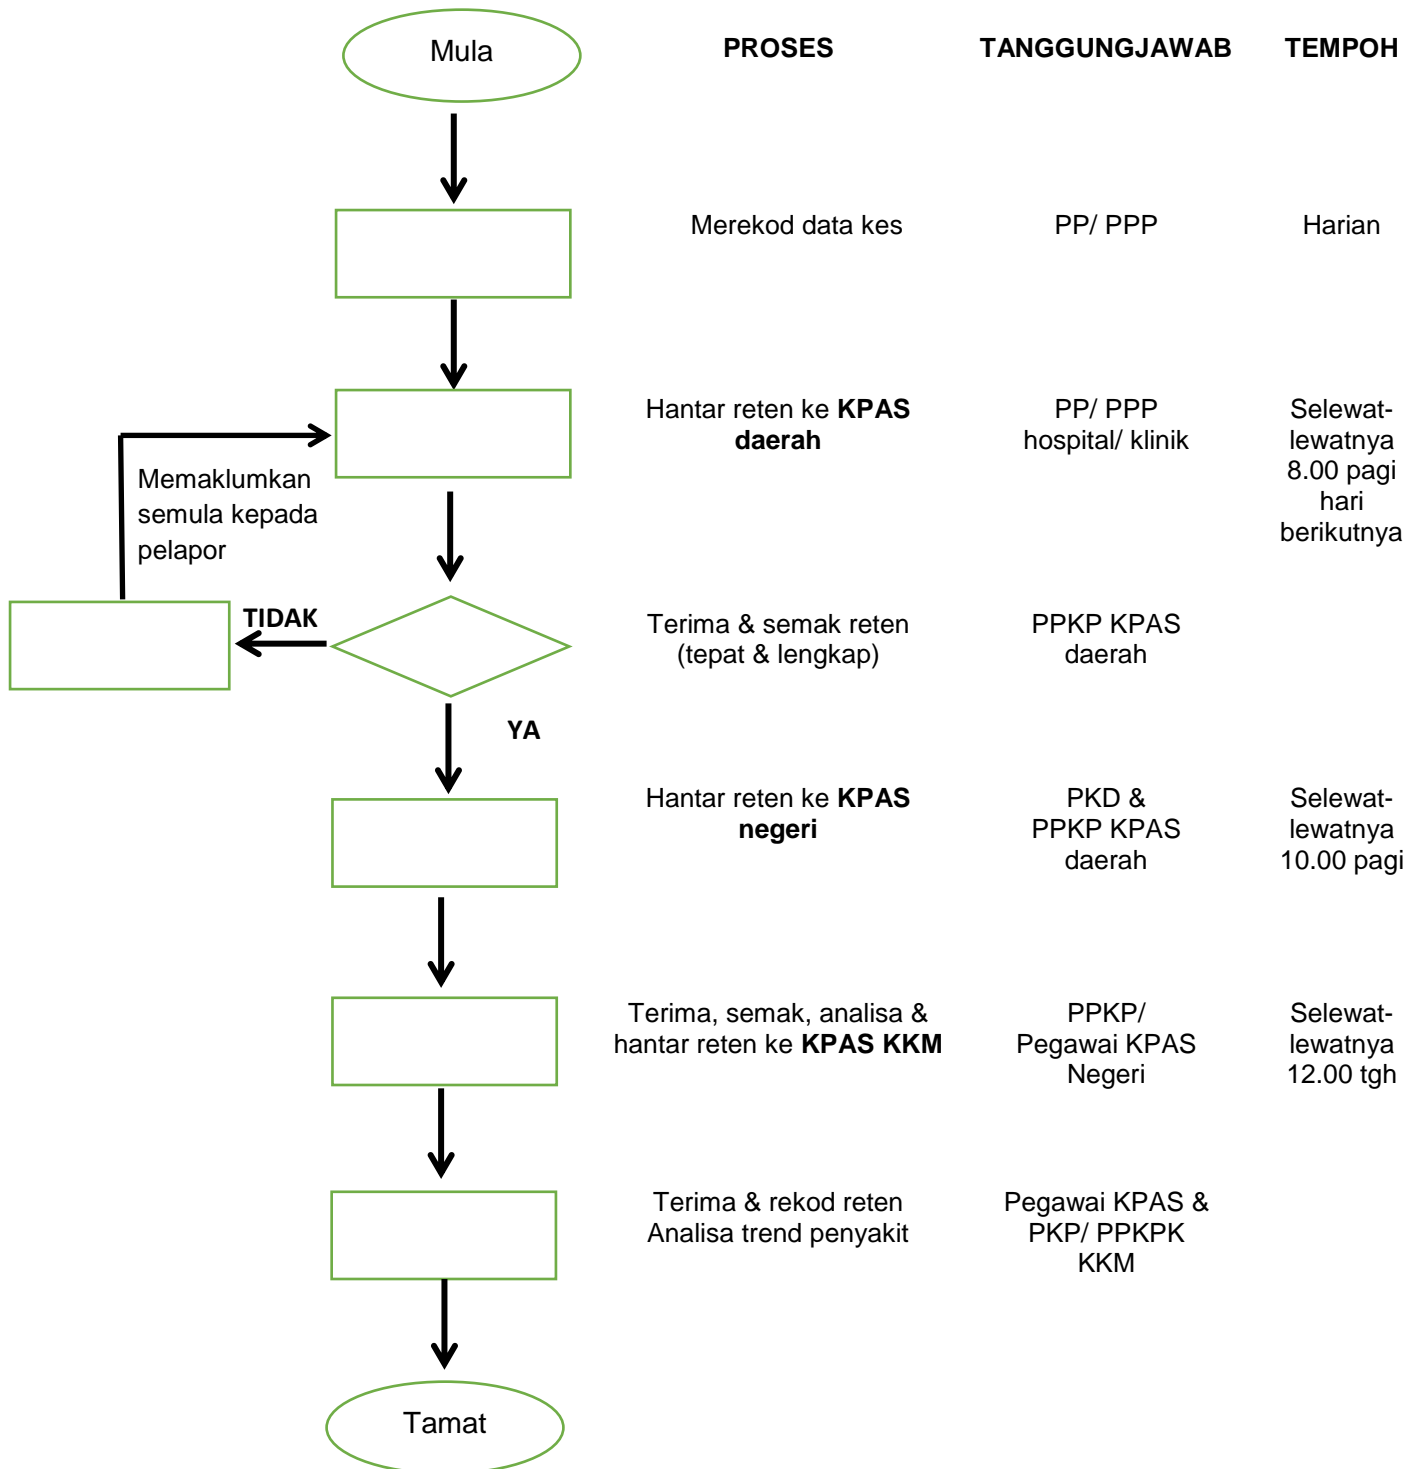 Mula
PROSES
TANGGUNGJAWAB
TEMPOH
Merekod data kes
PP/ PPP
Harian
Hantar reten ke KPAS
daerah
PP/ PPP
hospital/ klinik
Selewat-
lewatnya
8.00 pagi
hari
berikutnya
Memaklumkan
semula kepada
pelapor
TIDAK
Terima & semak reten
(tepat & lengkap)
PPKP KPAS
daerah
YA
Hantar reten ke KPAS
negeri
PKD &
PPKP KPAS
daerah
Selewat-
lewatnya
10.00 pagi
Terima, semak, analisa &
hantar reten ke KPAS KKM
PPKP/
Pegawai KPAS
Negeri
Selewat-
lewatnya
12.00 tgh
Terima & rekod reten
Analisa trend penyakit
Pegawai KPAS &
PKP/ PPKPK
KKM
Tamat